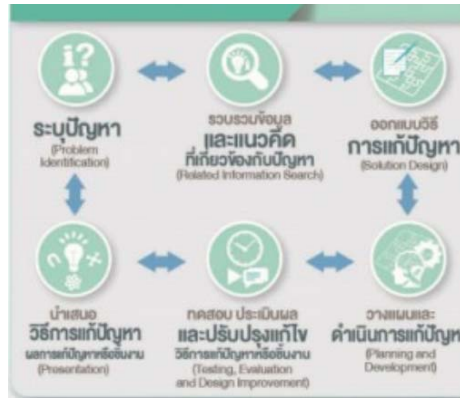 i?
ระบุปัญหา
(Problem
Identification)
รวบรวมข้อมูล
และแนวคิด
ที่เกี่ยวข้องกับปัญหา
(Related Information Search)
ออกแบบวิธี
การแก้ปัญหา
(Solution Design)
นำเสนอ
วิธีการแก้ปัญหา
ผลการแก้ปัญหาหรือชิ้นงาน
(Presentation)
ทดสอบ ประเมินผล
และปรับปรุงแก้ไข
วิธีการแก้ปัญหาหรือชิ้นงาน
(Testing, Evaluation
and Design Improvement)
วางแผนและ
ดำเนินการแก้ปัญห
(Planning and
Development)